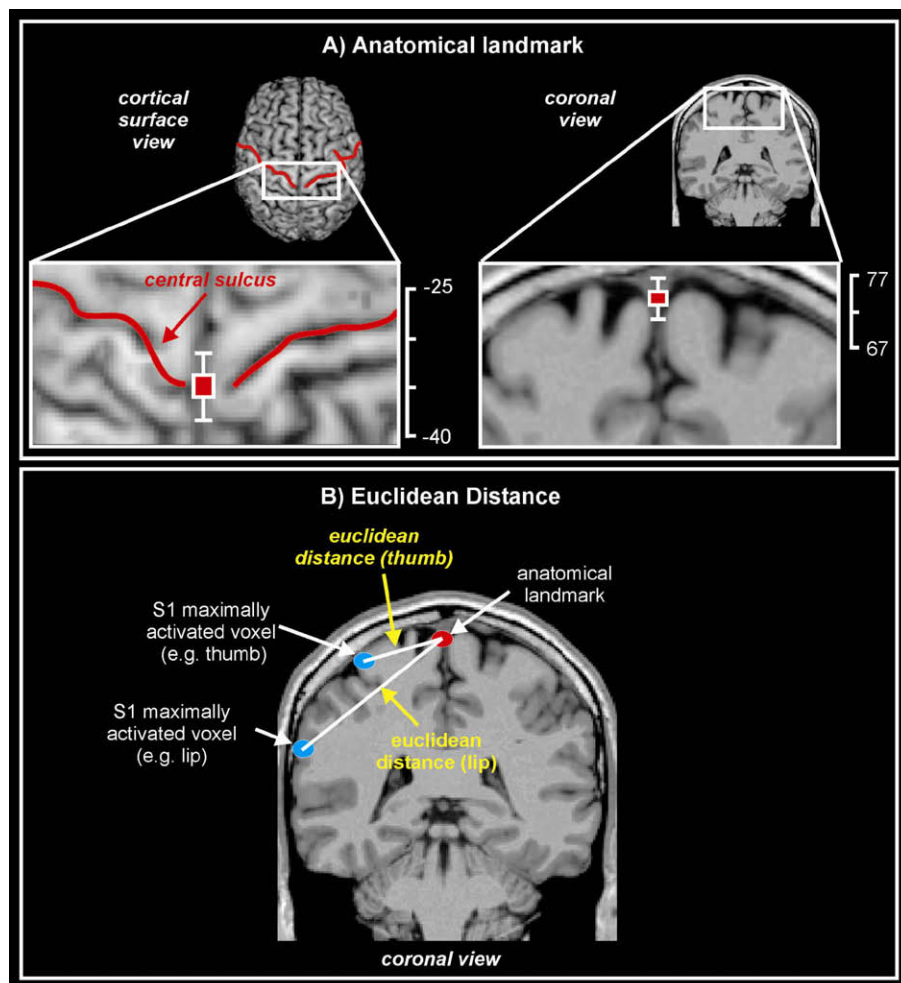 A) Anatomical landmark
cortical
surface
view
coronal
view
central sulcus
-25
-40
77
67
B) Euclidean Distance
euclidean
distance (thumb)
anatomical
landmark
S1 maximally
activated voxel
(e.g. thumb)
S1 maximally
activated voxel
(e.g. lip)
euclidean
distance (lip)
coronal view